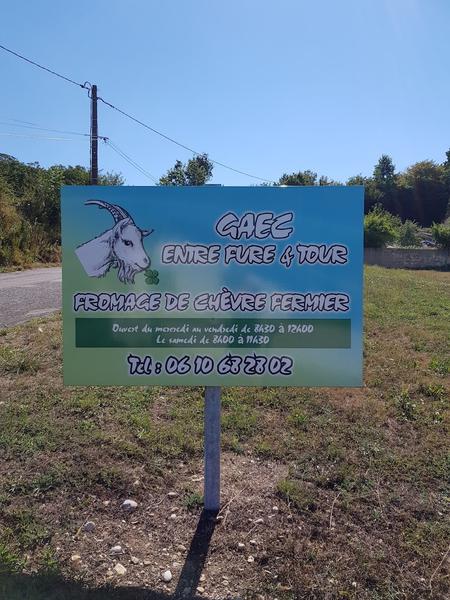 GAEC
ENTRE FURE & TOUR
FROMAGE DE CHÈVRE FERMIER
Ouvert du mercredi au vendredi de 8H30 à 12H00
Le samedi de 8H00 à 11H30
Tél : 06 10 68 28 02